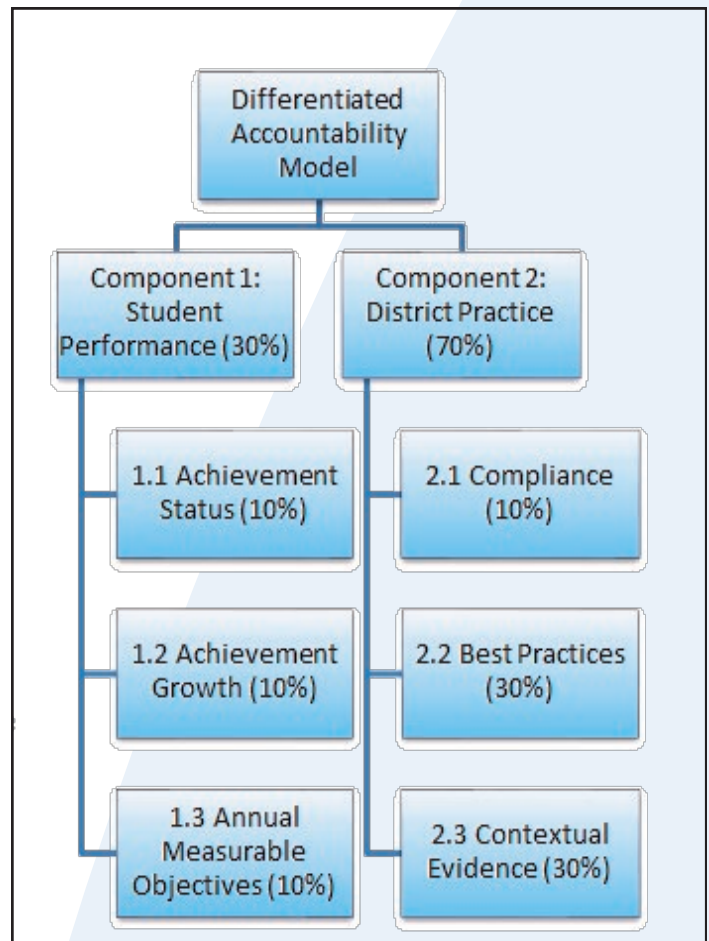 Differentiated
Accountability
Model
Component 1:
Student
Performance (30%)
Component 2:
District Practice
(70%)
1.1 Achievement
Status (10%)
2.1 Compliance
(10%)
1.2 Achievement
Growth (10%)
2.2 Best Practices
(30%)
1.3 Annual
Measurable
Objectives (10%)
2.3 Contextual
Evidence (30%)